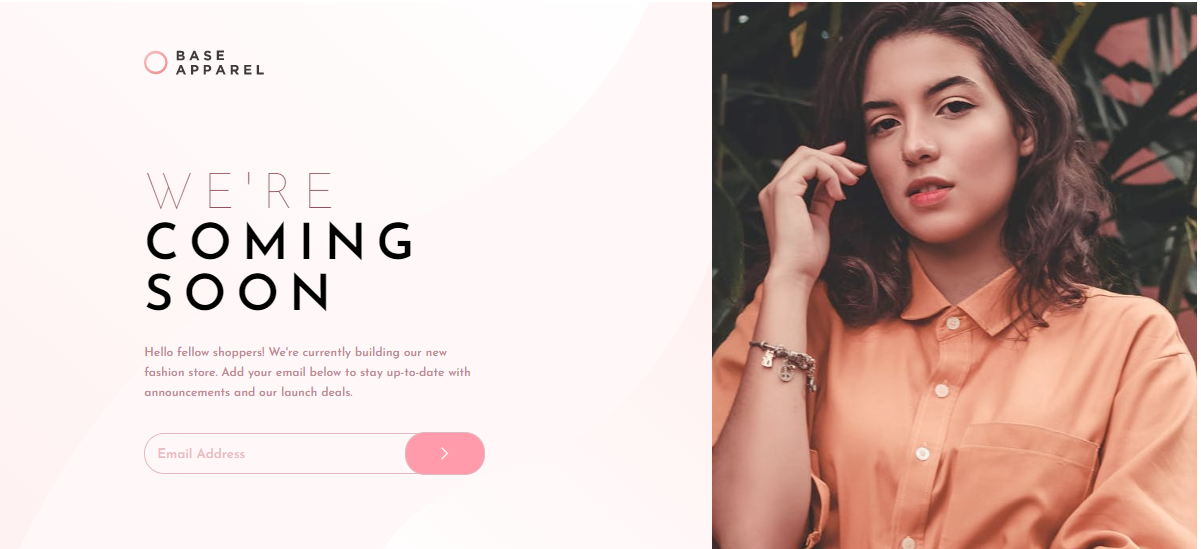 BASE
APPAREL
WE'RE
COMING
SOON
Hello fellow shoppers! We're currently building our new
fashion store. Add your email below to stay up-to-date with
announcements and our launch deals.
Email Address